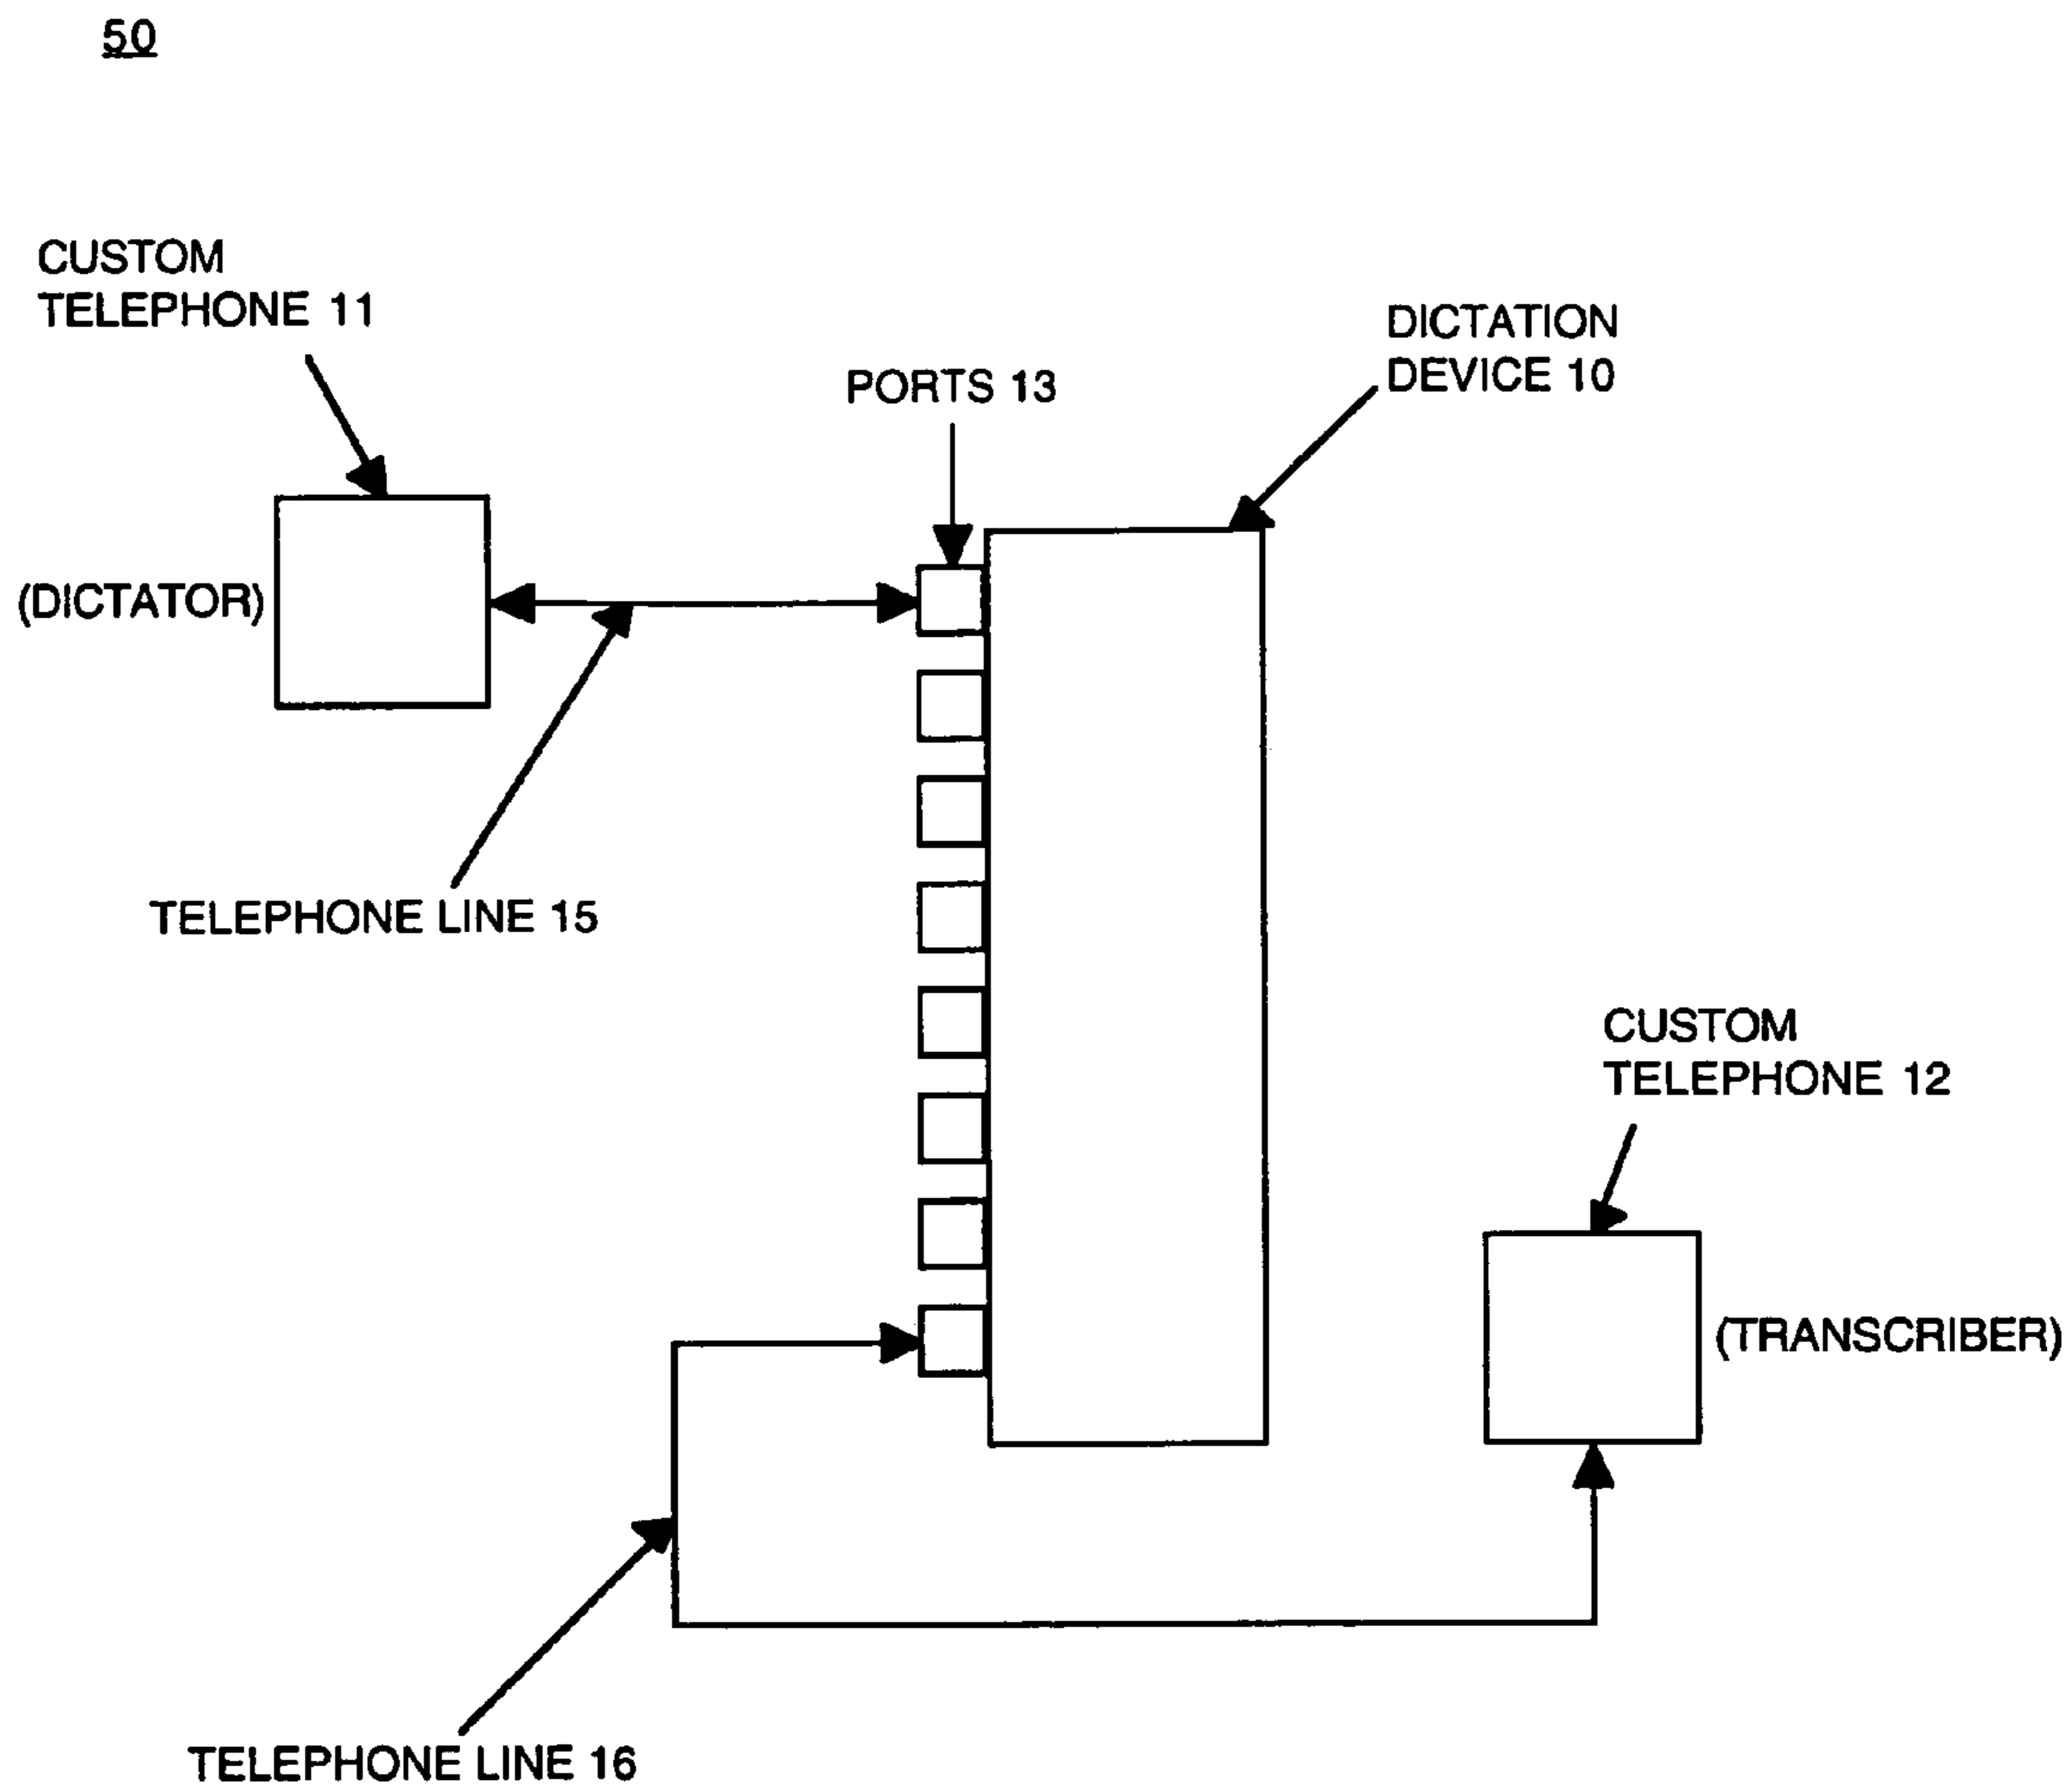 50
CUSTOM
TELEPHONE 11
DICTATION
DEVICE 10
PORTS 13
(DICTATOR)
TELEPHONE LINE 15
CUSTOM
TELEPHONE 12
(TRANSCRIBER)
TELEPHONE LINE 16